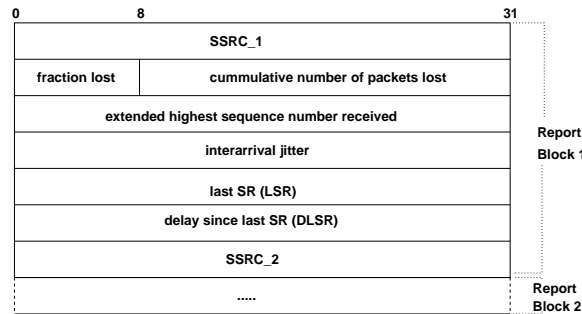 0 8 31
SSRC_1
fraction lost cummulative number of packets lost
extended highest sequence number received
interarrival jitter
last SR (LSR)
delay since last SR (DLSR)
SSRC_2
.....
Report
Block 1
Report
Block 2